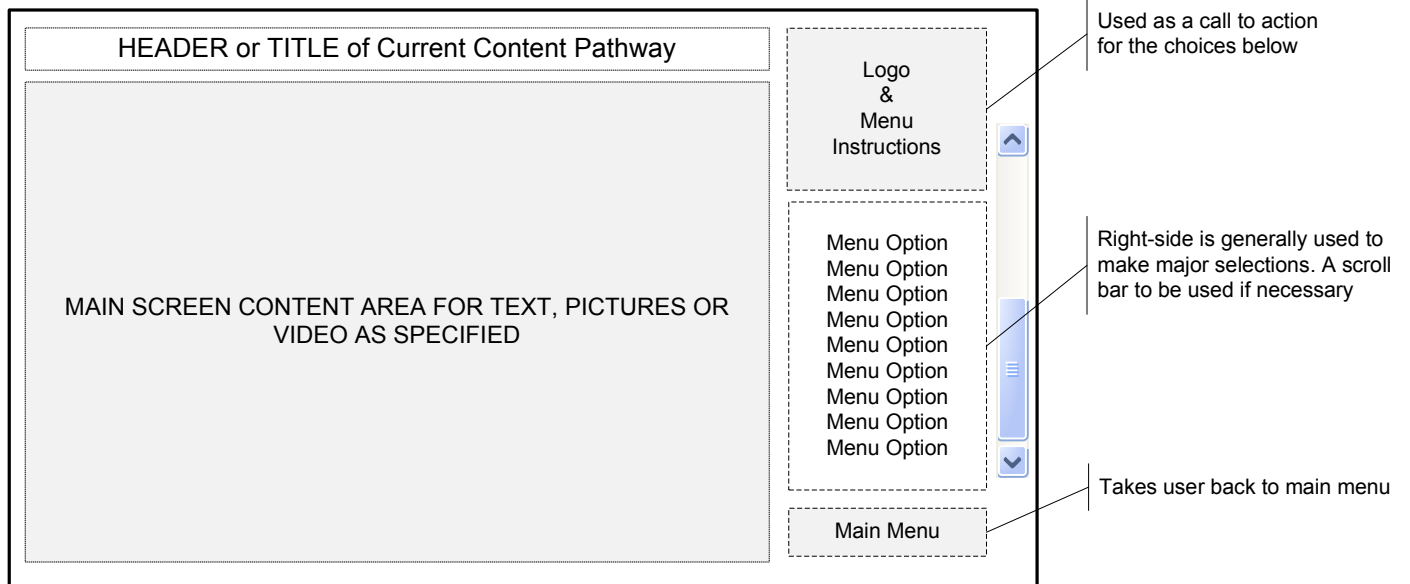 HEADER or TITLE of Current Content Pathway
MAIN SCREEN CONTENT AREA FOR TEXT, PICTURES OR
VIDEO AS SPECIFIED
Logo
&
Menu
Instructions
Menu Option
Menu Option
Menu Option
Menu Option
Menu Option
Menu Option
Menu Option
Menu Option
Menu Option
Main Menu
Used as a call to action
for the choices below
Right-side is generally used to
make major selections. A scroll
bar to be used if necessary
Takes user back to main menu